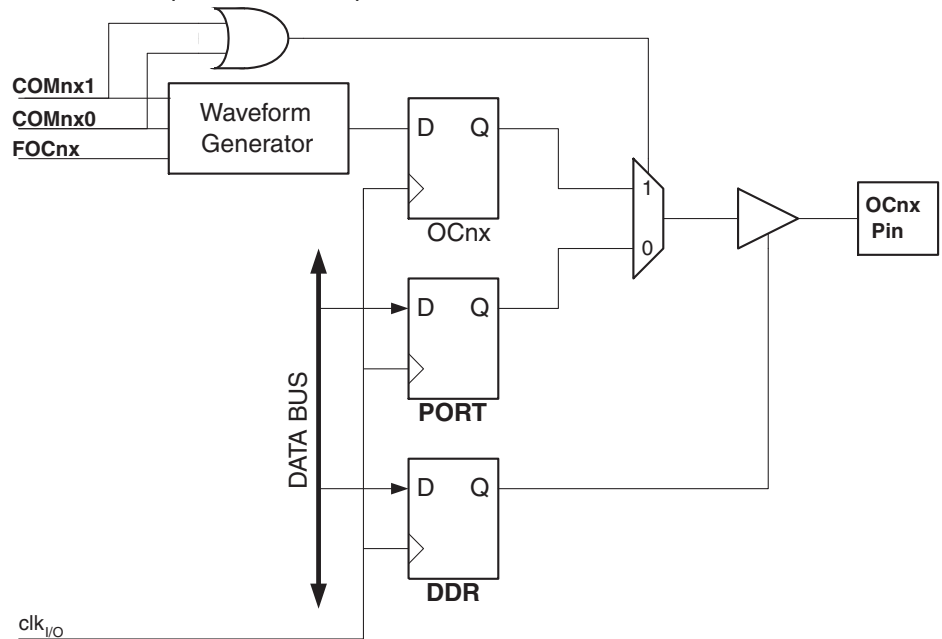 COMnx1
COMnx0
FOCnx
Waveform
Generator
D Q
OCnx
1
0
OCnx
Pin
D Q
PORT
DATA BUS
D Q
DDR
clkI/O